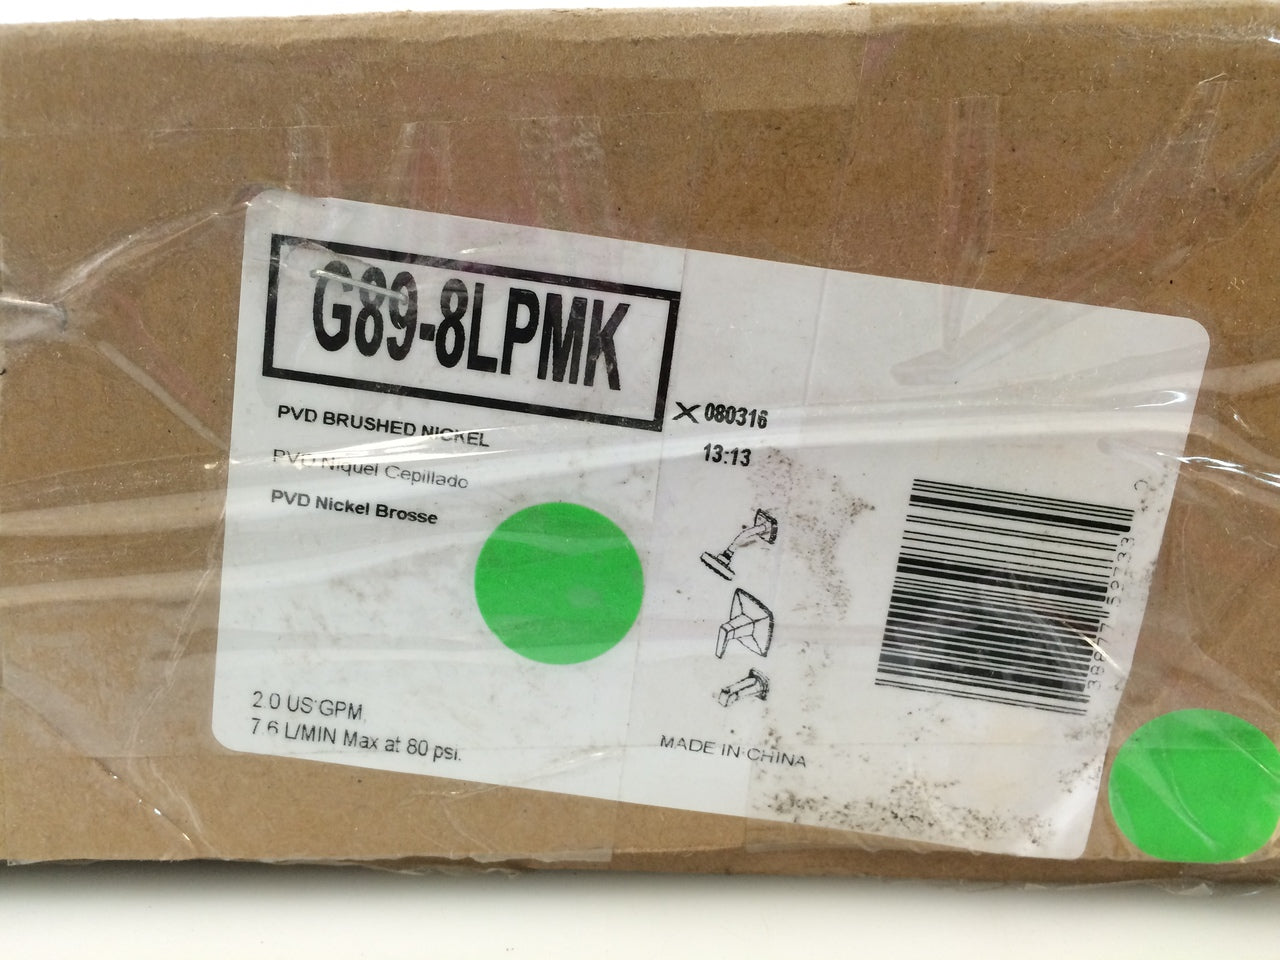 G89-8LPMK
PVD BRUSHED NICKEL
PVD Niquel Cepillado
PVD Nickel Brosse
X 080316
13:13
2.0 US GPM
7.6 L/MIN Max at 80 psi.
MADE IN CHINA